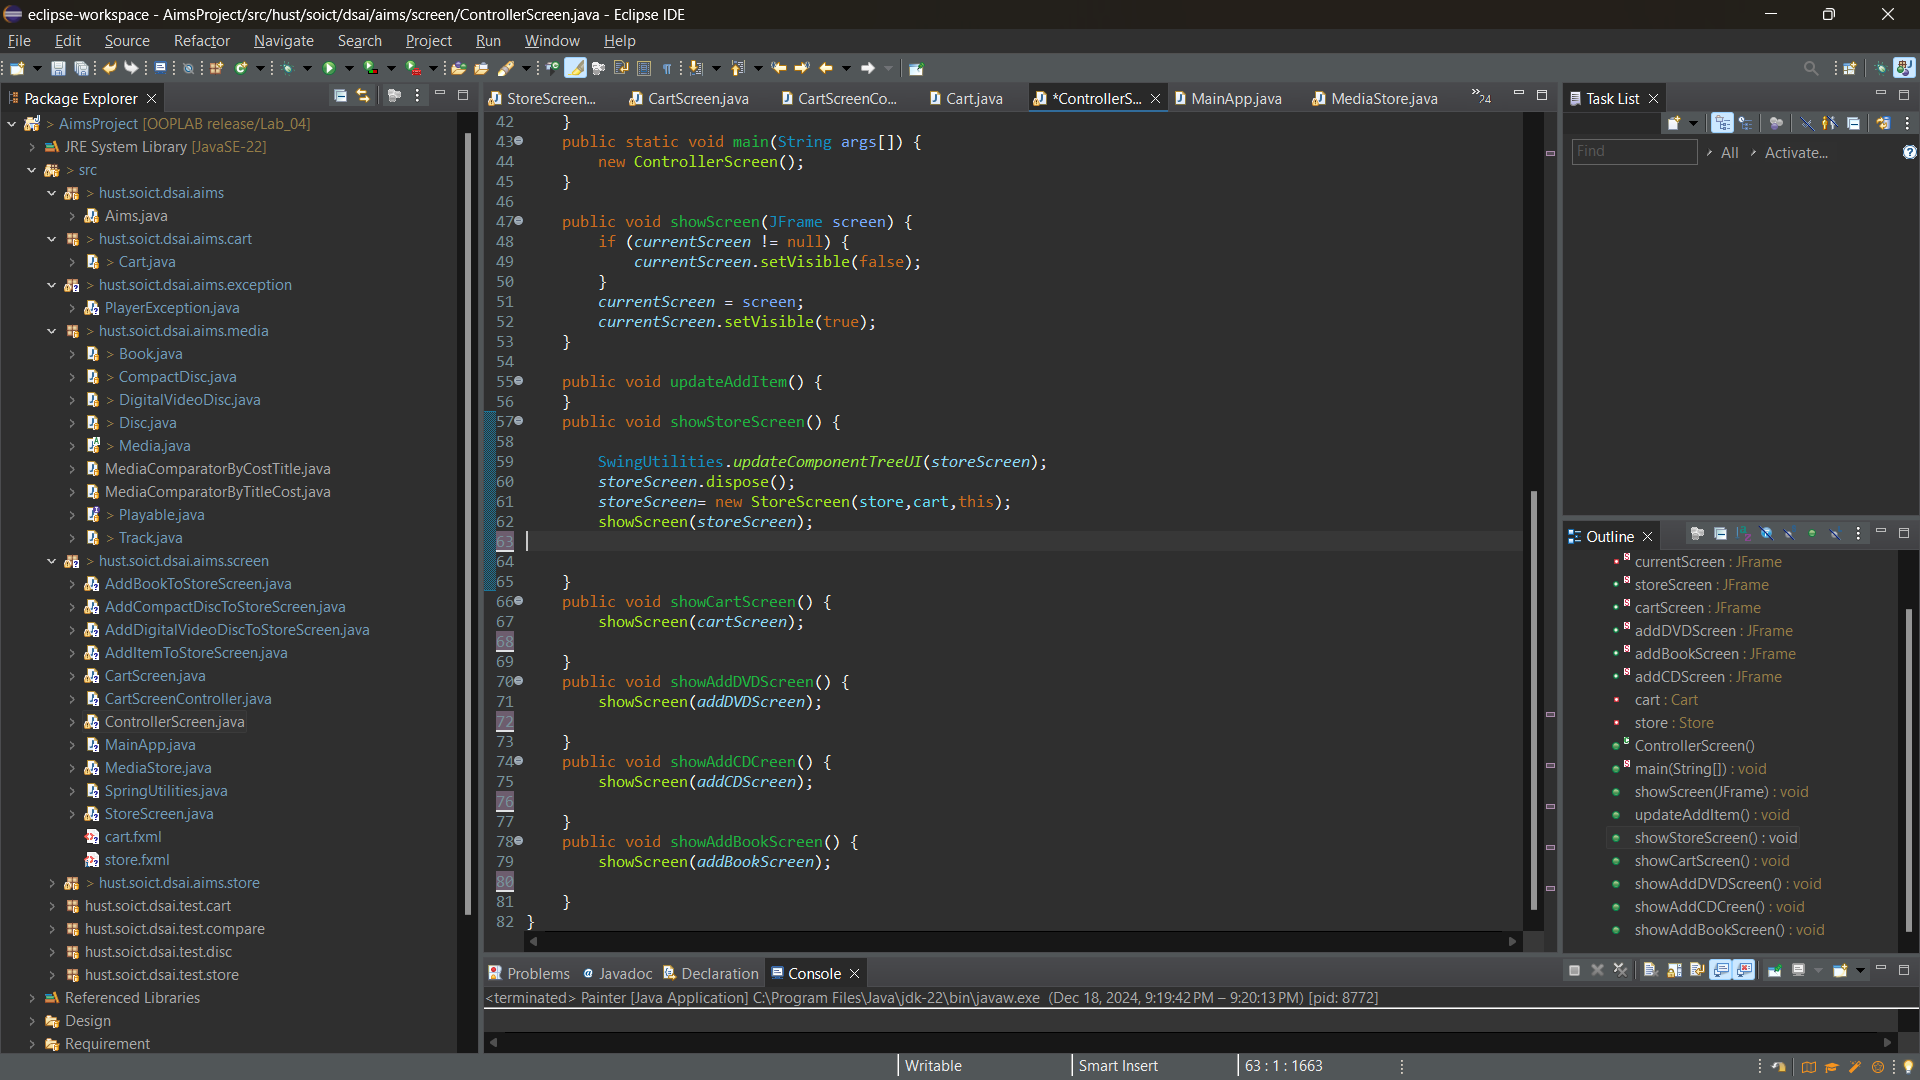 eclipse-workspace - AimsProject/src/hust/soict/dsai/aims/screen/ControllerScreen.java - Eclipse IDE
File Edit Source Refactor Navigate Search Project Run Window Help
Package Explorer
> AimsProject [OOPLAB release/Lab_04]
JRE System Library [JavaSE-22]
> src
> hust.soict.dsai.aims
Aims.java
> hust.soict.dsai.aims.cart
> Cart.java
> hust.soict.dsai.aims.exception
PlayerException.java
> hust.soict.dsai.aims.media
> Book.java
> CompactDisc.java
> DigitalVideoDisc.java
> Disc.java
> Media.java
MediaComparatorByCostTitle.java
MediaComparatorByTitleCost.java
> Playable.java
> Track.java
> hust.soict.dsai.aims.screen
AddBookToStoreScreen.java
AddCompactDiscToStoreScreen.java
AddDigitalVideoDiscToStoreScreen.java
AddItemToStoreScreen.java
CartScreen.java
CartScreenController.java
ControllerScreen.java
MainApp.java
MediaStore.java
SpringUtilities.java
StoreScreen.java
cart.fxml
store.fxml
> hust.soict.dsai.aims.store
hust.soict.dsai.test.cart
hust.soict.dsai.test.compare
hust.soict.dsai.test.disc
hust.soict.dsai.test.store
Referenced Libraries
Design
Requirement
StoreScreen... CartScreen.java CartScreenCo... Cart.java *ControllerS... MainApp.java MediaStore.java »24
42 }
43 public static void main(String args[]) {
44 new ControllerScreen();
45 }
46
47 public void showScreen(JFrame screen) {
48 if (currentScreen != null) {
49 currentScreen.setVisible(false);
50 }
51 currentScreen = screen;
52 currentScreen.setVisible(true);
53 }
54
55 public void updateAddItem() {
56 }
57 public void showStoreScreen() {
58
59 SwingUtilities.updateComponentTreeUI(storeScreen);
60 storeScreen.dispose();
61 storeScreen= new StoreScreen(store,cart,this);
62 showScreen(storeScreen);
63
64
65 }
66 public void showCartScreen() {
67 showScreen(cartScreen);
68
69 }
70 public void showAddDVDScreen() {
71 showScreen(addDVDScreen);
72
73 }
74 public void showAddCDCreen() {
75 showScreen(addCDScreen);
76
77 }
78 public void showAddBookScreen() {
79 showScreen(addBookScreen);
80
81 }
82 }
Task List
Find All Activate...
Outline
currentScreen : JFrame
storeScreen : JFrame
cartScreen : JFrame
addDVDScreen : JFrame
addBookScreen : JFrame
addCDScreen : JFrame
cart : Cart
store : Store
ControllerScreen()
main(String[]) : void
showScreen(JFrame) : void
updateAddItem() : void
showStoreScreen() : void
showCartScreen() : void
showAddDVDScreen() : void
showAddCDCreen() : void
showAddBookScreen() : void
Problems Javadoc Declaration Console
<terminated> Painter [Java Application] C:\Program Files\Java\jdk-22\bin\javaw.exe (Dec 18, 2024, 9:19:42 PM – 9:20:13 PM) [pid: 8772]
Writable Smart Insert 63 : 1 : 1663